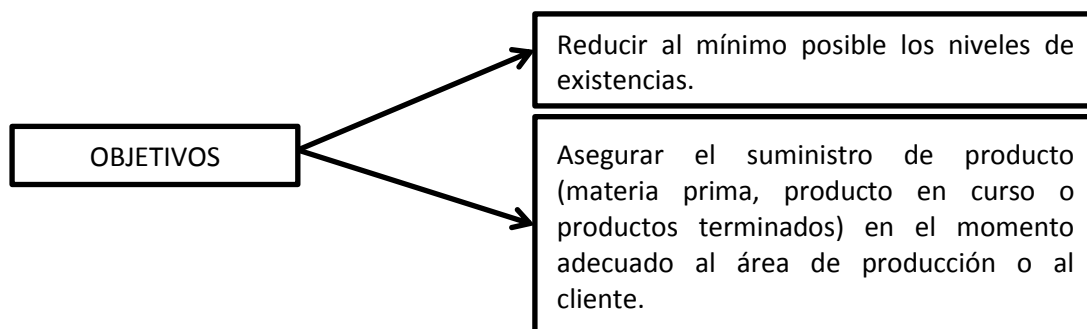 Reducir al mínimo posible los niveles de
existencias.
OBJETIVOS
Asegurar el suministro de producto
(materia prima, producto en curso o
productos terminados) en el momento
adecuado al área de producción o al
cliente.